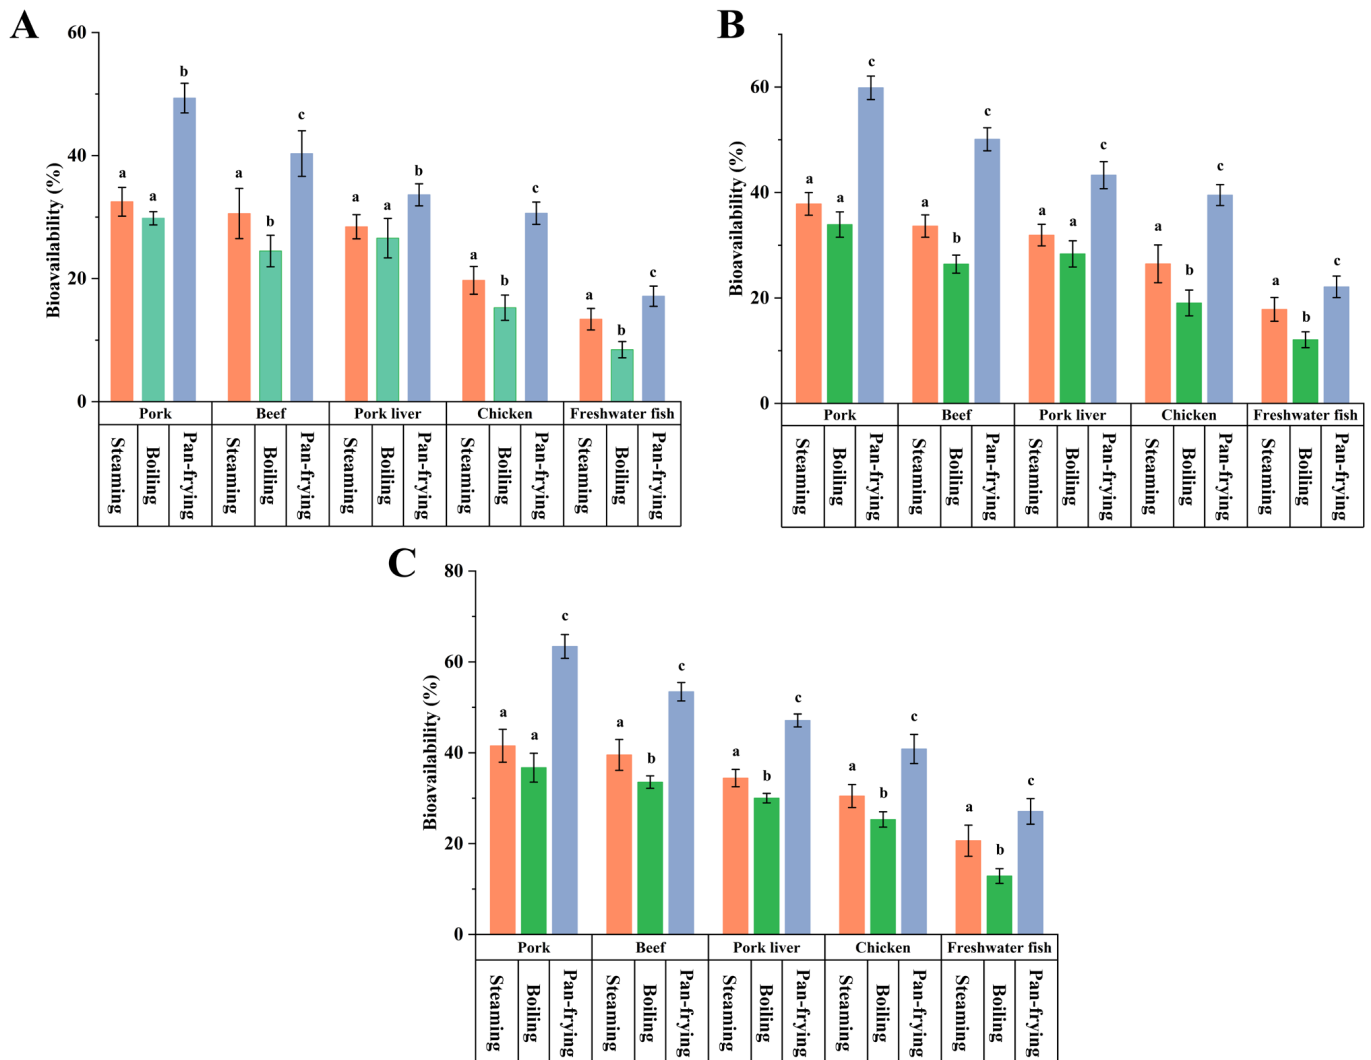 A
Bioavailability (%)
60
40
20
0
a
a
b
a
b
c
a
a
b
a
b
c
a
b
c
Pork
Beef
Pork liver
Chicken
Freshwater fish
Steaming
Boiling
Pan-frying
Steaming
Boiling
Pan-frying
Steaming
Boiling
Pan-frying
Steaming
Boiling
Pan-frying
Steaming
Boiling
Pan-frying
B
Bioavailability (%)
60
40
20
0
a
a
c
a
b
c
a
a
c
a
b
c
a
b
c
Pork
Beef
Pork liver
Chicken
Freshwater fish
Steaming
Boiling
Pan-frying
Steaming
Boiling
Pan-frying
Steaming
Boiling
Pan-frying
Steaming
Boiling
Pan-frying
Steaming
Boiling
Pan-frying
C
Bioavailability (%)
80
60
40
20
0
a
b
c
a
b
c
a
b
c
a
b
c
a
b
c
Pork
Beef
Pork liver
Chicken
Freshwater fish
Steaming
Boiling
Pan-frying
Steaming
Boiling
Pan-frying
Steaming
Boiling
Pan-frying
Steaming
Boiling
Pan-frying
Steaming
Boiling
Pan-frying